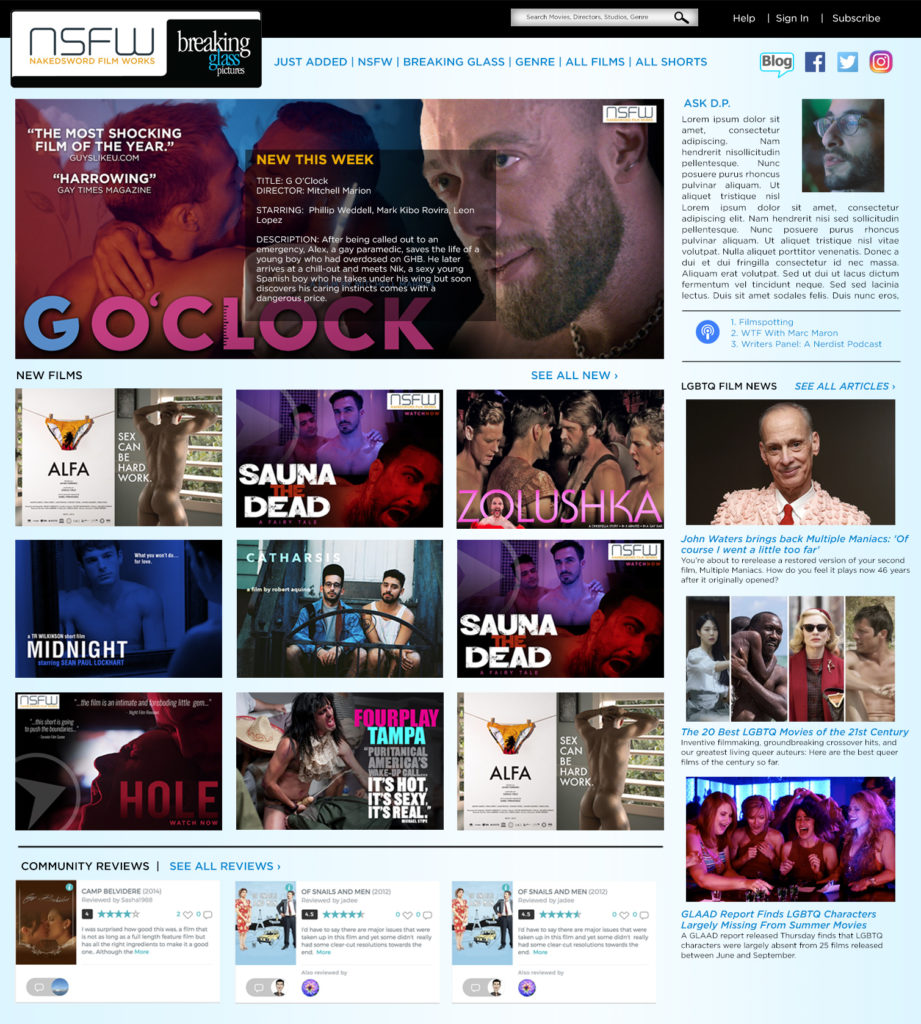 Search Movies, Directors, Studios, Genre
Help | Sign In | Subscribe
NSFW
NAKEDSWORD FILM WORKS
breaking
glass
pictures
JUST ADDED | NSFW | BREAKING GLASS | GENRE | ALL FILMS | ALL SHORTS
Blog
“THE MOST SHOCKING
FILM OF THE YEAR.”
GUYSLIKEU.COM
“HARROWING”
GAY TIMES MAGAZINE
NSFW
NEW THIS WEEK
TITLE: G O'Clock
DIRECTOR: Mitchell Marion
STARRING: Phillip Weddell, Mark Kibo Rovira, Leon
Lopez
DESCRIPTION: After being called out to an
emergency, Alex, a gay paramedic, saves the life of a
young boy who had overdosed on GHB. He later
arrives at a chill-out and meets Nik, a sexy young
Spanish boy who he takes under his wing but soon
discovers his caring instincts comes with a
dangerous price.
G O'CLOCK
ASK D.P.
Lorem ipsum dolor sit
amet, consectetur
adipiscing. Nam
hendrerit nisollicitudin
pellentesque. Nunc
posuere purus rhoncus
pulvinar aliquam. Ut
aliquet tristique nisl
Lorem ipsum dolor sit amet, consectetur
adipiscing elit. Nam hendrerit nisi sed sollicitudin
pellentesque. Nunc posuere purus rhoncus
pulvinar aliquam. Ut aliquet tristique nisl vitae
volutpat. Nulla aliquet porttitor venenatis. Donec a
dui et dui fringilla consectetur id nec massa.
Aliquam erat volutpat. Sed ut dui ut lacus dictum
fermentum vel tincidunt neque. Sed sed lacinia
lectus. Duis sit amet sodales felis. Duis nunc eros,
1. Filmspotting
2. WTF With Marc Maron
3. Writers Panel: A Nerdist Podcast
NEW FILMS
SEE ALL NEW ›
ALFA
SEX
CAN
BE
HARD
WORK.
NSFW
WATCH NOW
SAUNA
THE
DEAD
A FAIRY TALE
ZOLUSHKA
What you won't do...
for love.
a TR WILKINSON short film
MIDNIGHT
starring SEAN PAUL LOCKHART
CATHARSIS
a film by robert aquino
NSFW
WATCH NOW
SAUNA
THE
DEAD
A FAIRY TALE
NSFW
"...the film is an intimate and foreboding little gem..."
"...this short is going
to push the boundaries..."
HOLE
WATCH NOW
FOURPLAY
TAMPA
"PURITANICAL
AMERICA'S
WAKE-UP CALL...
IT'S HOT,
IT'S SEXY,
IT'S REAL."
MICHAEL STIPE
ALFA
SEX
CAN
BE
HARD
WORK.
LGBTQ FILM NEWS
SEE ALL ARTICLES ›
John Waters brings back Multiple Maniacs: 'Of
course I went a little too far'
You're about to rerelease a restored version of your second
film, Multiple Maniacs. How do you feel it plays now 46 years
after it originally opened?
The 20 Best LGBTQ Movies of the 21st Century
Inventive filmmaking, groundbreaking crossover hits, and
our greatest living queer auteurs: Here are the best queer
films of the century so far.
GLAAD Report Finds LGBTQ Characters
Largely Missing From Summer Movies
A GLAAD report released Thursday finds that LGBTQ
characters were largely absent from 25 films released
between June and September.
COMMUNITY REVIEWS | SEE ALL REVIEWS ›
CAMP BELVIDERE (2014)
Reviewed by Sasha1988
4
2
0
I was surprised how good this was, a film that
is not as long as a full length feature film but
has all the right ingredients to make it a good
one.. Although the More
OF SNAILS AND MEN (2012)
Reviewed by jadee
4.5
0
0
I'd have to say there are major issues that were
taken up in this film and yet some didn't really
had some clear-cut resolutions towards the
end. More
Also reviewed by
OF SNAILS AND MEN (2012)
Reviewed by jadee
4.5
0
0
I'd have to say there are major issues that were
taken up in this film and yet some didn't really
had some clear-cut resolutions towards the
end. More
Also reviewed by